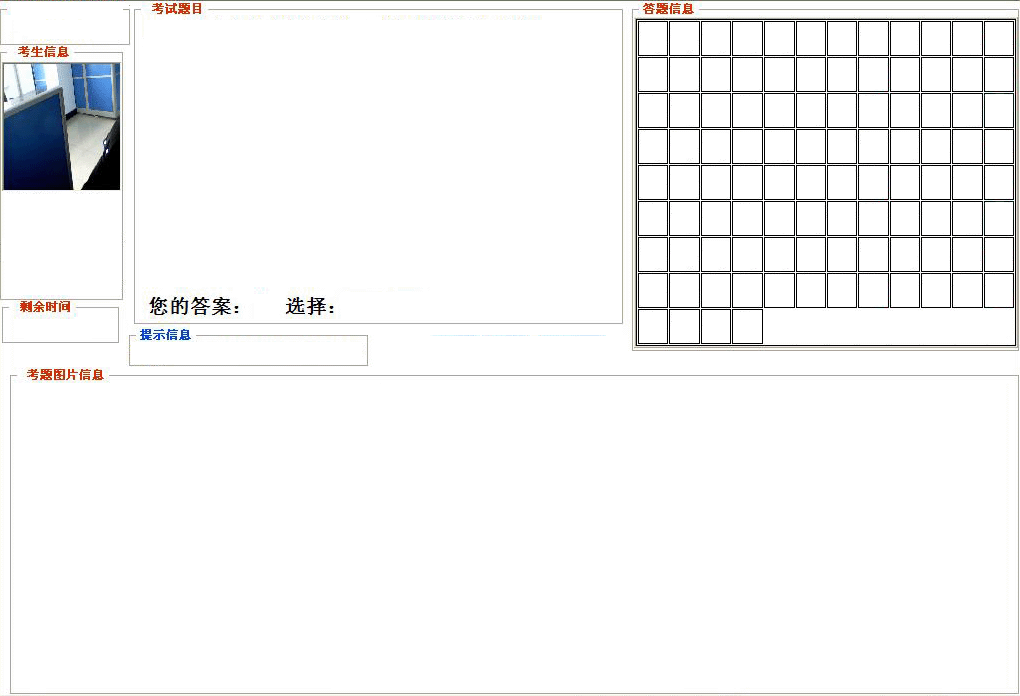 考试题目
答题信息
考生信息
您的答案： 选择：
剩余时间
提示信息
考题图片信息